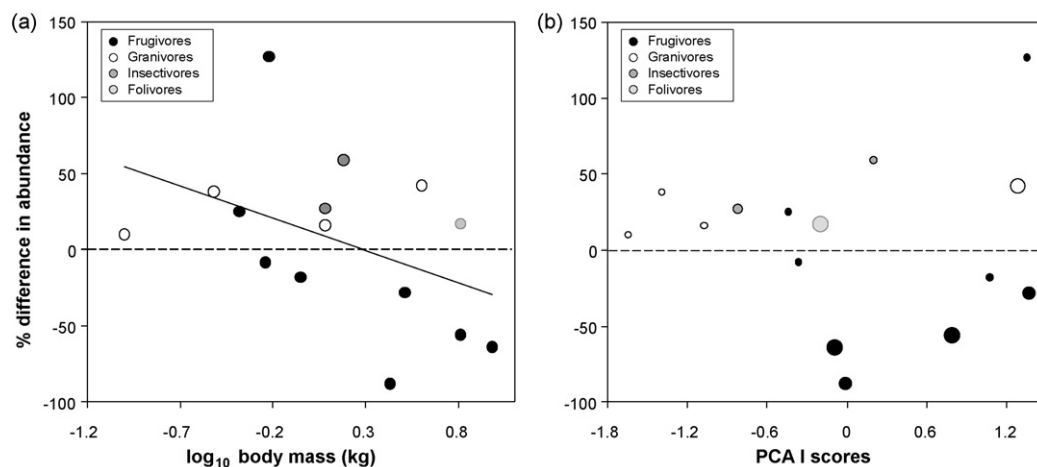 (a)
150
100
50
0
-50
-100
% difference in abundance
Frugivores
Granivores
Insectivores
Folivores
-1.2 -0.7 -0.2 0.3 0.8
log10 body mass (kg)
(b)
150
100
50
0
-50
-100
Frugivores
Granivores
Insectivores
Folivores
-1.8 -1.2 -0.6 0 0.6 1.2
PCA I scores